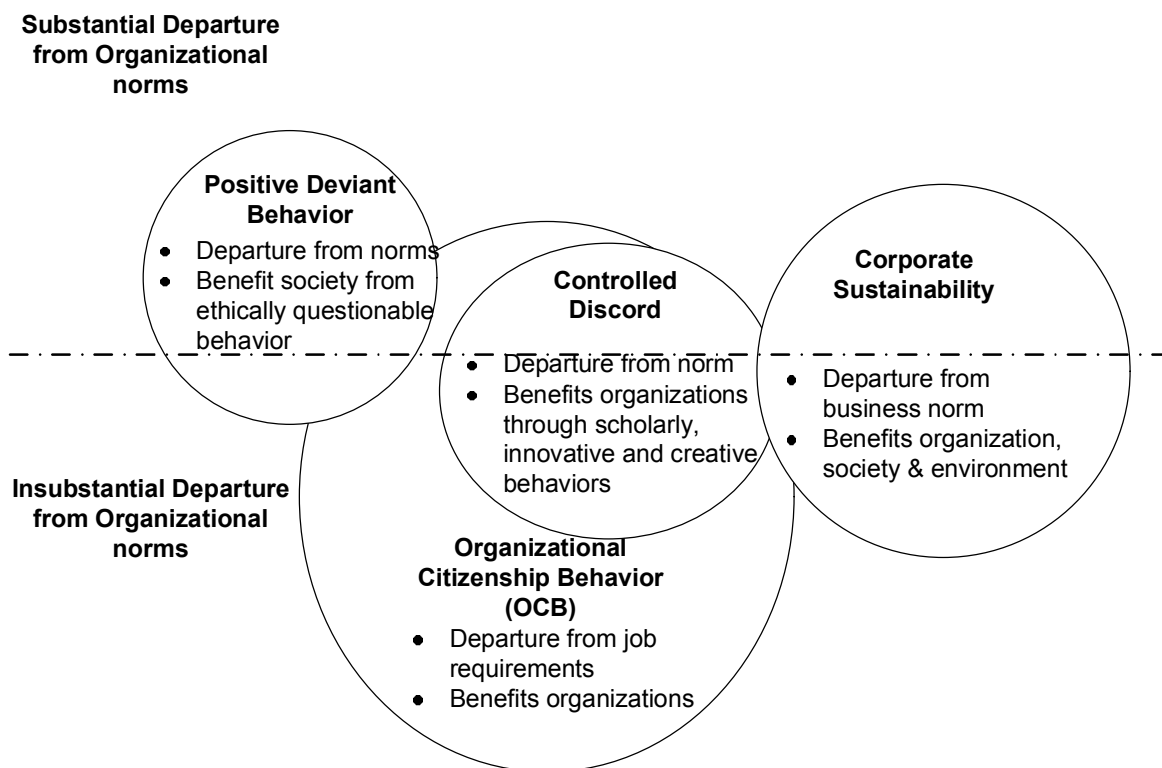 Substantial Departure
from Organizational
norms
Positive Deviant
Behavior
• Departure from norms
• Benefit society from
ethically questionable
behavior
Controlled
Discord
• Departure from norm
• Benefits organizations
through scholarly,
innovative and creative
behaviors
Corporate
Sustainability
• Departure from
business norm
• Benefits organization,
society & environment
Insubstantial Departure
from Organizational
norms
Organizational
Citizenship Behavior
(OCB)
• Departure from job
requirements
• Benefits organizations